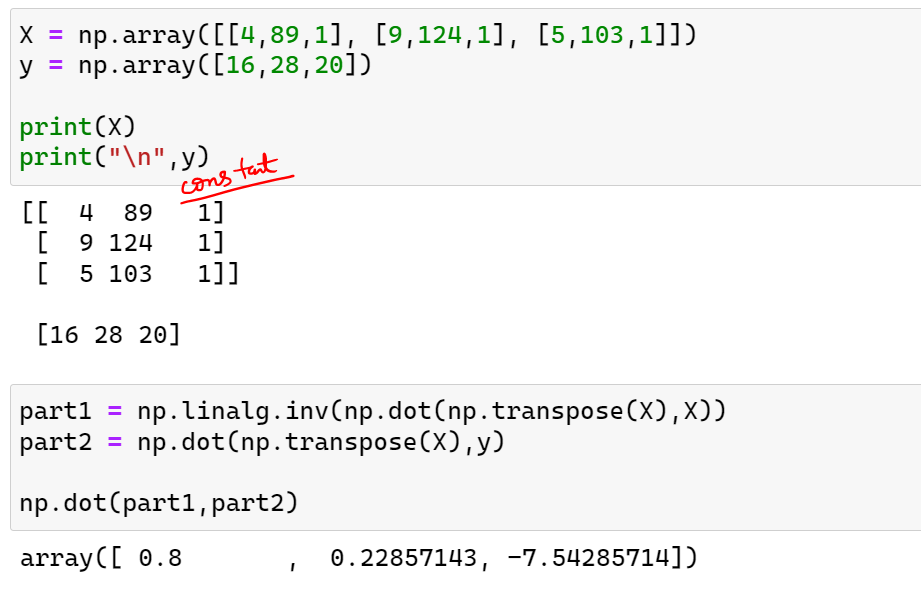 X = np.array([[4,89,1], [9,124,1], [5,103,1]])
y = np.array([16,28,20])
print(X)
print("\n",y)
constant
[[  4  89   1]
 [  9 124   1]
 [  5 103   1]]
 [16 28 20]
part1 = np.linalg.inv(np.dot(np.transpose(X),X))
part2 = np.dot(np.transpose(X),y)
np.dot(part1,part2)
array([ 0.8       ,  0.22857143, -7.54285714])